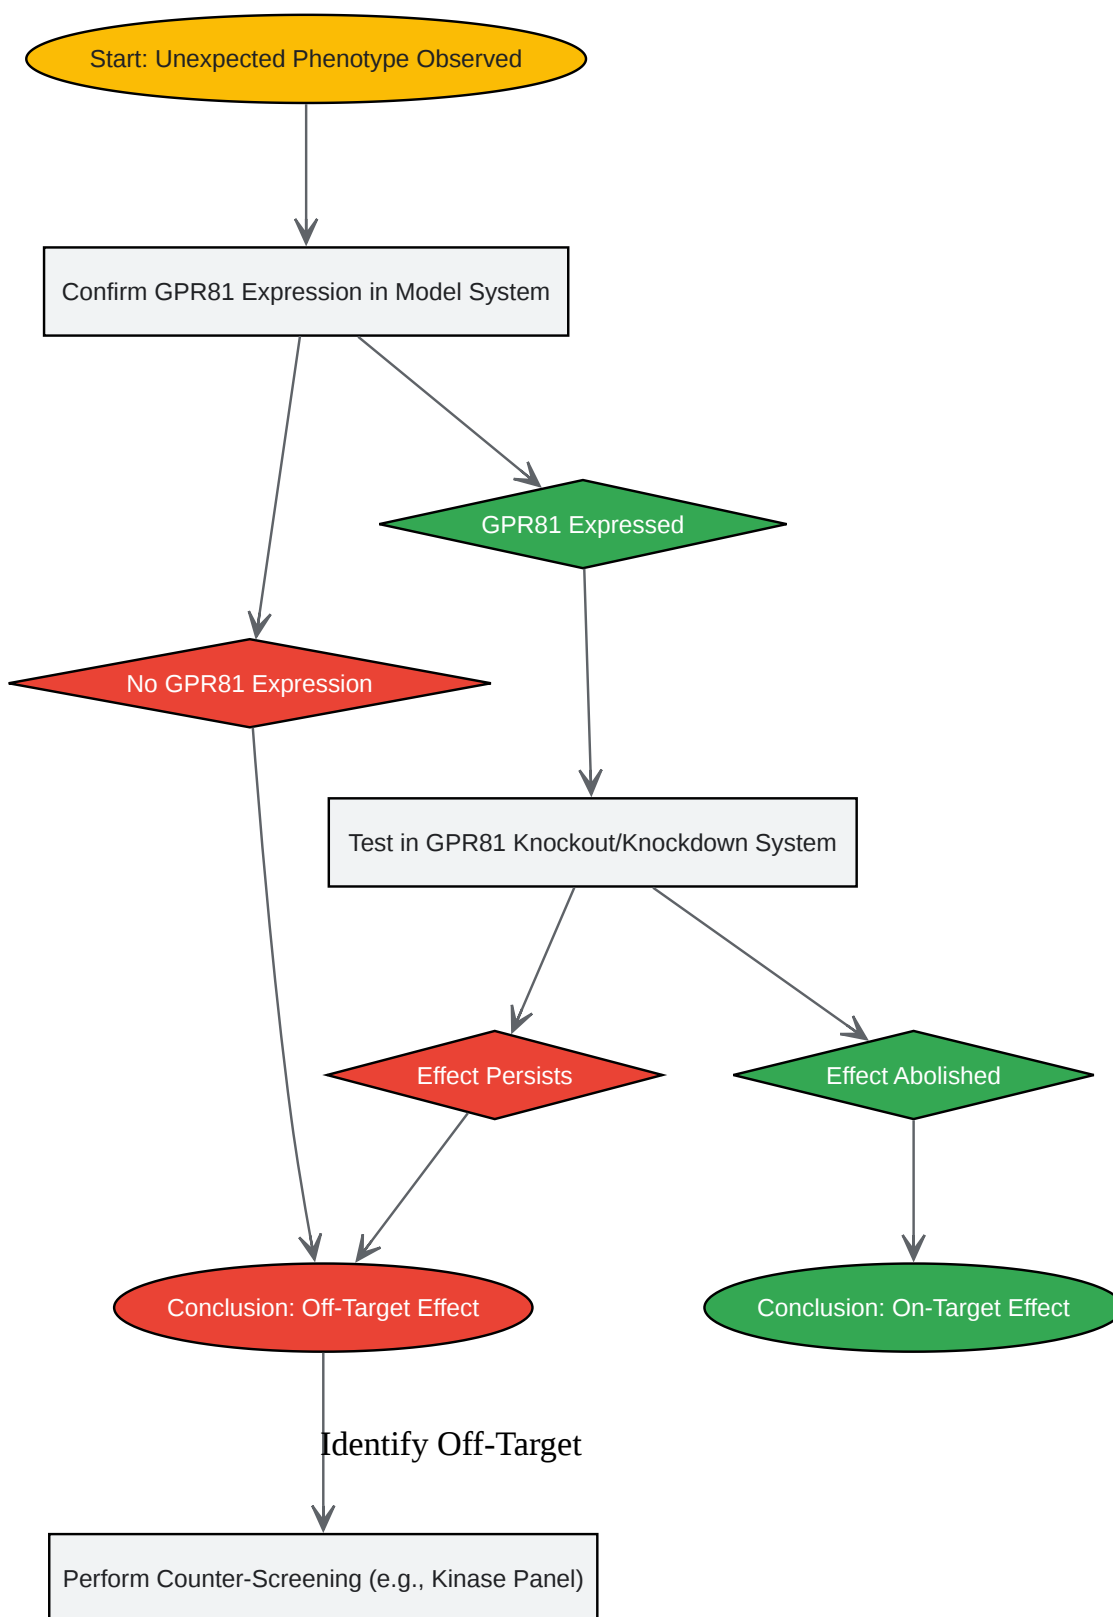 Start: Unexpected Phenotype Observed
Confirm GPR81 Expression in Model System
GPR81 Expressed
No GPR81 Expression
Test in GPR81 Knockout/Knockdown System
Effect Persists
Effect Abolished
Conclusion: Off-Target Effect
Conclusion: On-Target Effect
Identify Off-Target
Perform Counter-Screening (e.g., Kinase Panel)